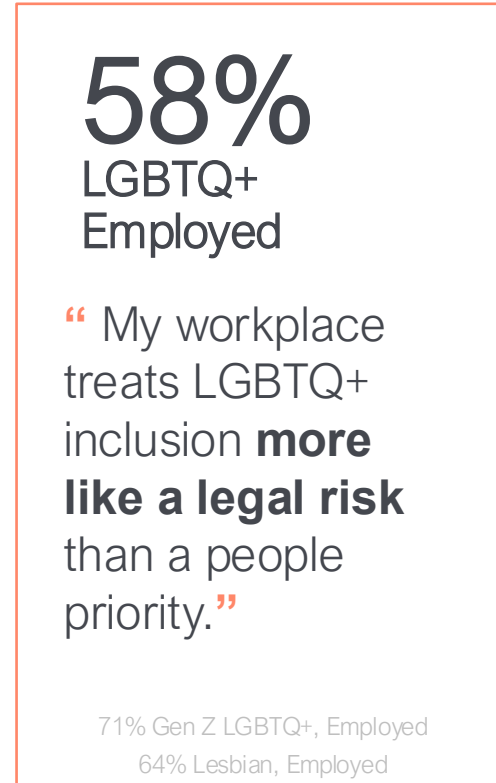 58%
LGBTQ+
Employed
“ My workplace
treats LGBTQ+
inclusion more
like a legal risk
than a people
priority.”
71% Gen Z LGBTQ+, Employed
64% Lesbian, Employed